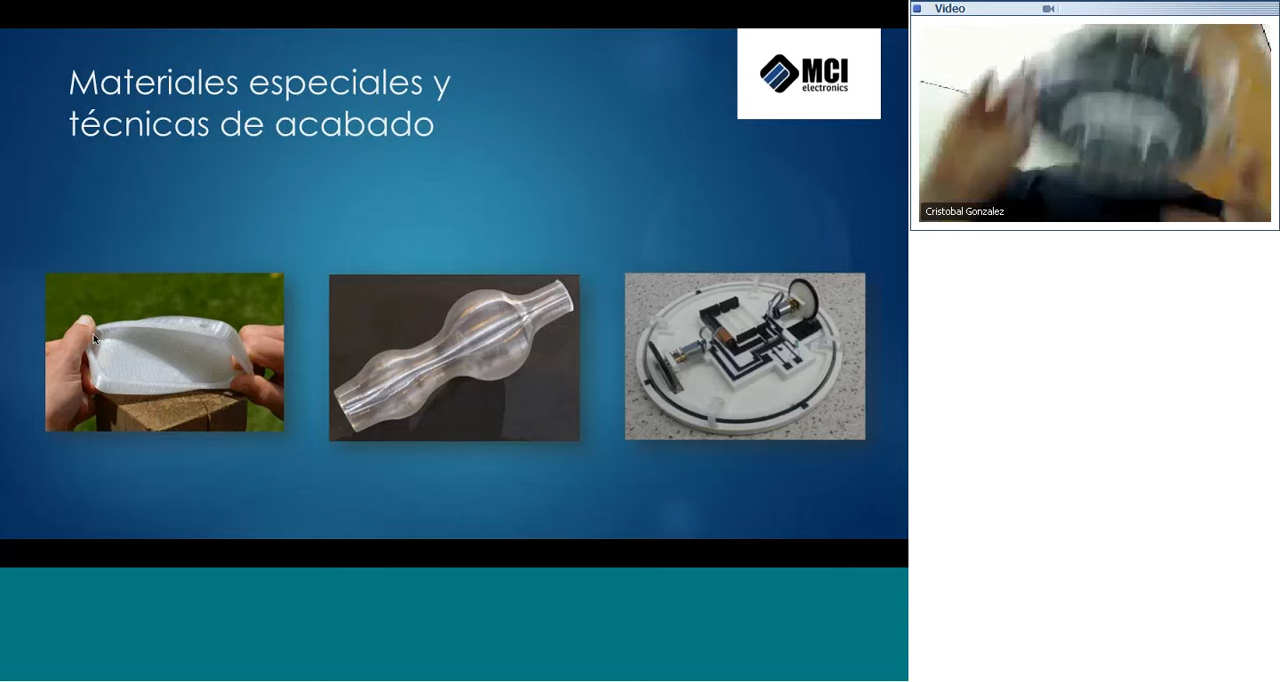 Materiales especiales y
técnicas de acabado
MCI
electronics
Video
Cristobal Gonzalez